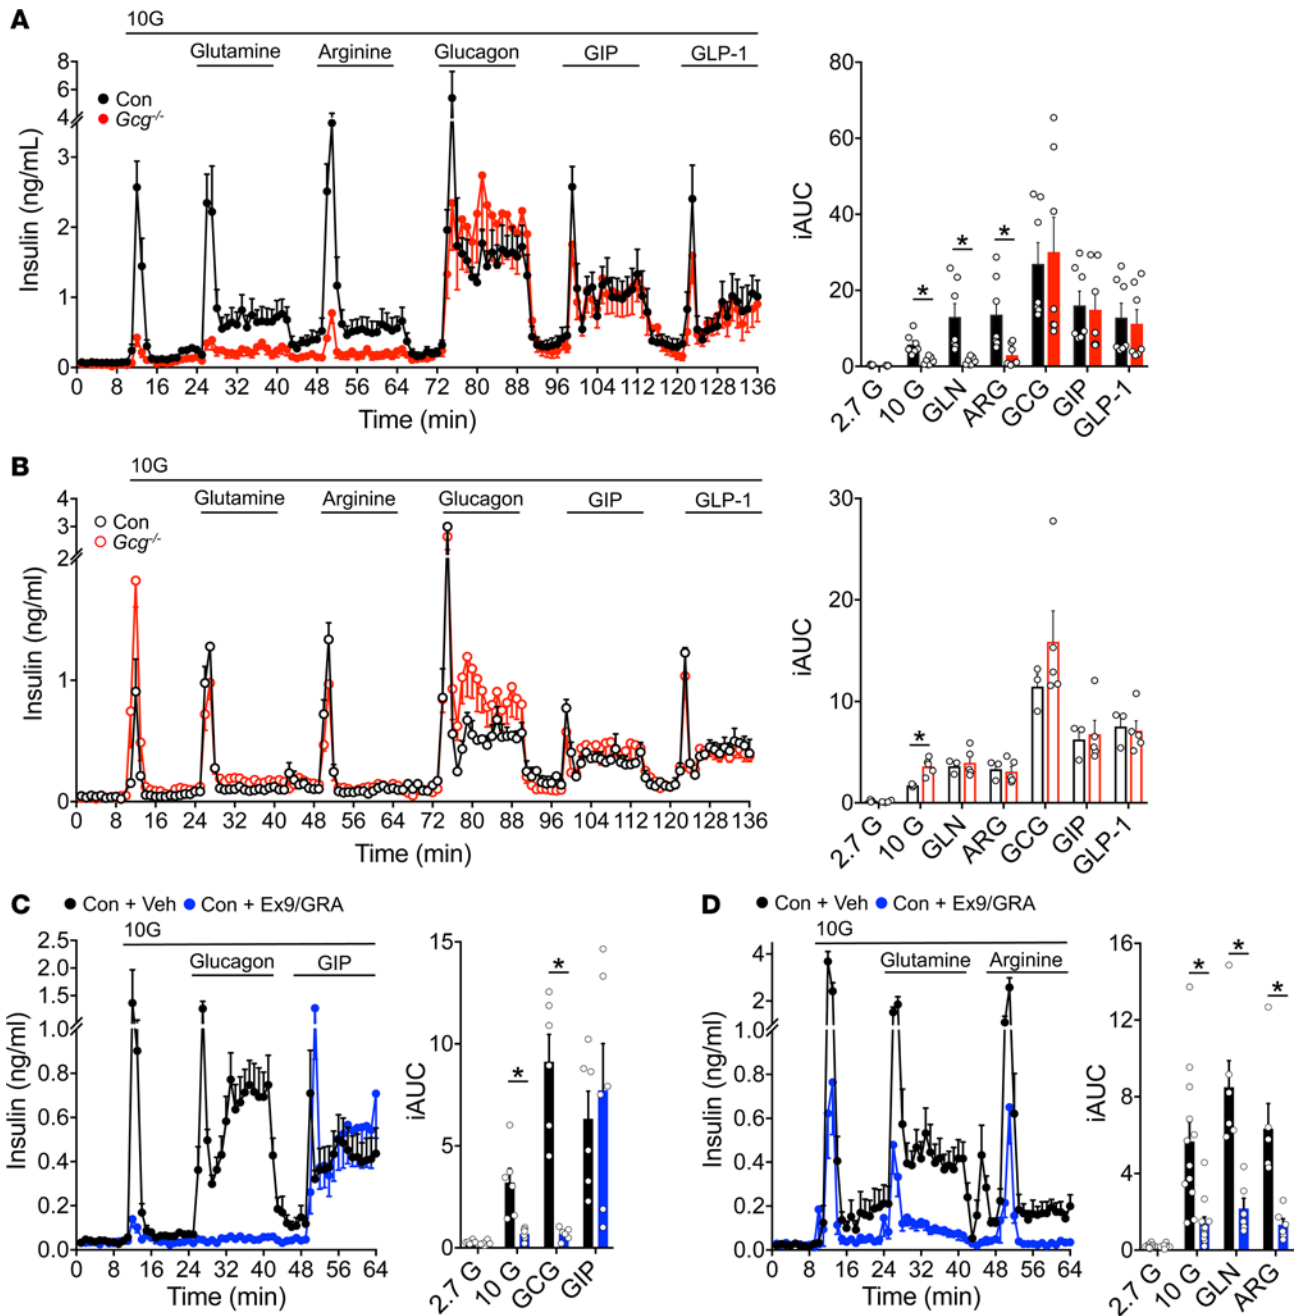 A
10G
Glutamine
Arginine
Glucagon
GIP
GLP-1
Con
Gcg-/-
Insulin (ng/mL)
8
6
4
3
2
1
0
0 8 16 24 32 40 48 56 64 72 80 88 96 104 112 120 128 136
Time (min)
80
60
40
20
0
iAUC
* * *
2.7 G
10 G
GLN
ARG
GCG
GIP
GLP-1
B
10G
Glutamine
Arginine
Glucagon
GIP
GLP-1
Con
Gcg-/-
Insulin (ng/ml)
4
3
2
1
0
0 8 16 24 32 40 48 56 64 72 80 88 96 104 112 120 128 136
Time (min)
30
20
10
0
iAUC
*
2.7 G
10 G
GLN
ARG
GCG
GIP
GLP-1
C
Con + Veh
Con + Ex9/GRA
10G
Glucagon
GIP
Insulin (ng/ml)
2.5
2.0
1.5
1.0
0.8
0.6
0.4
0.2
0.0
0 8 16 24 32 40 48 56 64
Time (min)
15
10
5
0
iAUC
* *
2.7 G
10 G
GCG
GIP
D
Con + Veh
Con + Ex9/GRA
10G
Glutamine
Arginine
Insulin (ng/ml)
4
2
1.0
0.8
0.6
0.4
0.2
0.0
0 8 16 24 32 40 48 56 64
Time (min)
16
12
8
4
0
iAUC
* * *
2.7 G
10 G
GLN
ARG